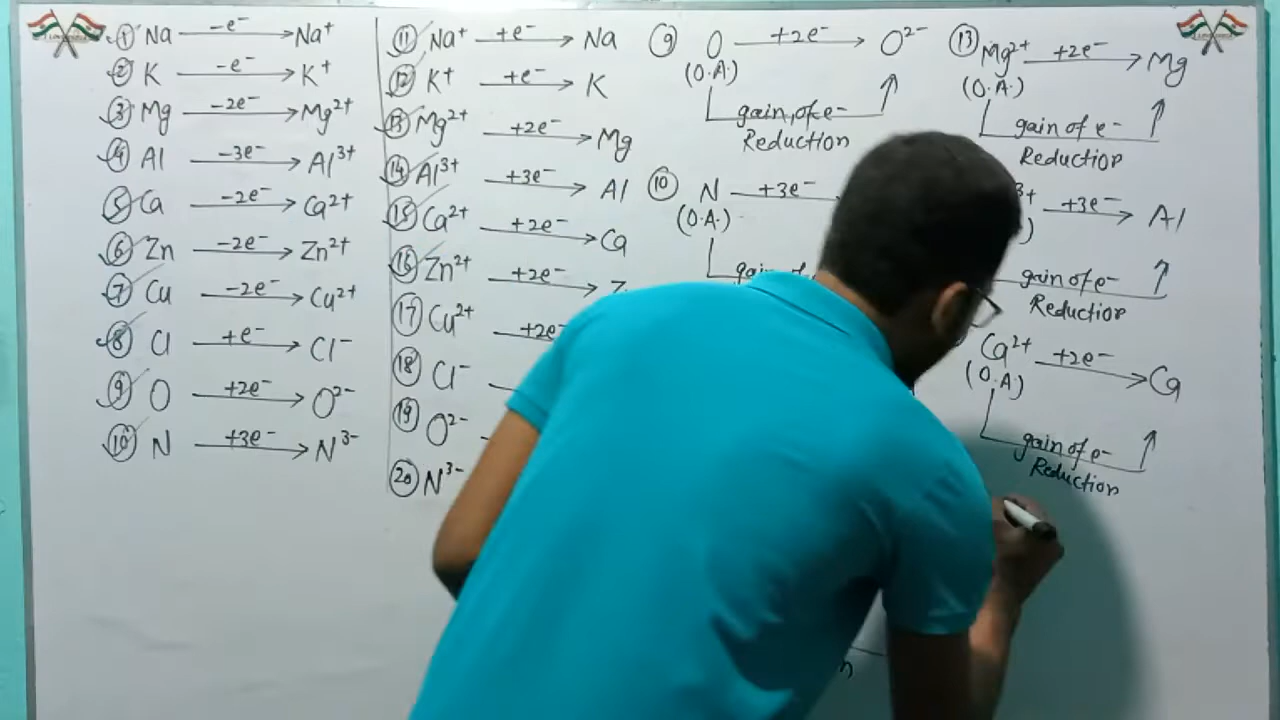 ① Na —-e⁻→ Na⁺
② K —-e⁻→ K⁺
③ Mg —-2e⁻→ Mg²⁺
④ Al —-3e⁻→ Al³⁺
⑤ Ca —-2e⁻→ Ca²⁺
⑥ Zn —-2e⁻→ Zn²⁺
⑦ Cu —-2e⁻→ Cu²⁺
⑧ Cl —+e⁻→ Cl⁻
⑨ O —+2e⁻→ O²⁻
⑩ N —+3e⁻→ N³⁻
⑪ Na⁺ —+e⁻→ Na
⑫ K⁺ —+e⁻→ K
⑬ Mg²⁺ —+2e⁻→ Mg
⑭ Al³⁺ —+3e⁻→ Al
⑮ Ca²⁺ —+2e⁻→ Ca
⑯ Zn²⁺ —+2e⁻→
⑰ Cu²⁺ —+2e⁻
⑱ Cl⁻
⑲ O²⁻
⑳ N³⁻
⑨ O —+2e⁻→ O²⁻
(O.A.)
gain of e-
Reduction
⑩ N —+3e⁻
(O.A.)
gain of
⑬ Mg²⁺ —+2e⁻→ Mg
(O.A.)
gain of e-
Reduction
3+ —+3e⁻→ Al
gain of e-
Reduction
Ca²⁺ —+2e⁻→ Ca
(O.A)
gain of e-
Reduction